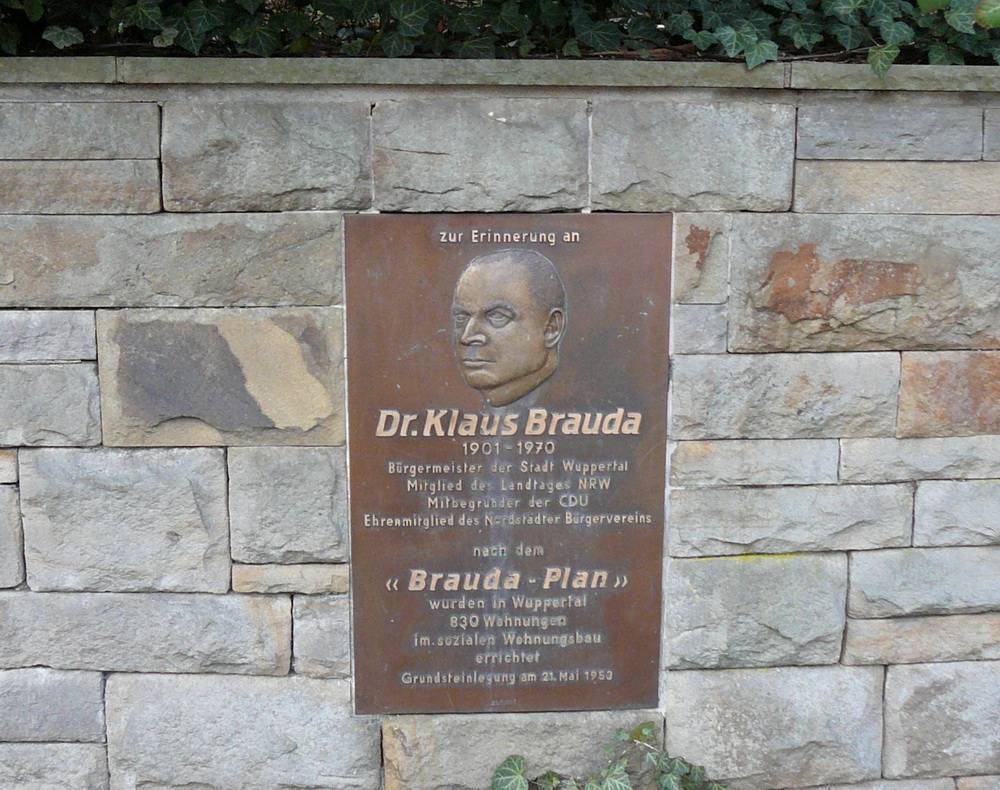 zur Erinnerung an
Dr. Klaus Brauda
1901 - 1970
Bürgermeister der Stadt Wuppertal
Mitglied des Landtages NRW
Mitbegründer der CDU
Ehrenmitglied des Nordstädter Bürgervereins
nach dem
«Brauda - Plan»
wurden in Wuppertal
830 Wohnungen
im sozialen Wohnungsbau
errichtet
Grundsteinlegung am 21. Mai 1953